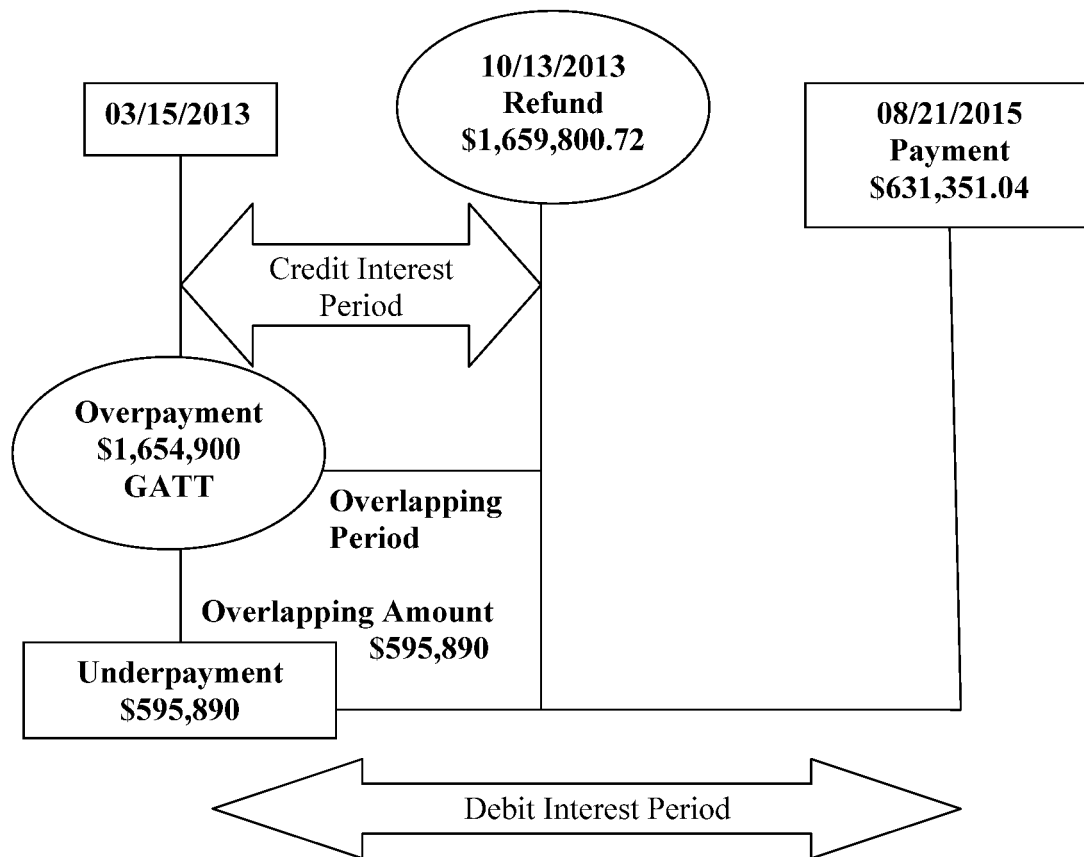 03/15/2013
10/13/2013
Refund
$1,659,800.72
08/21/2015
Payment
$631,351.04
Credit Interest
Period
Overpayment
$1,654,900
GATT
Overlapping
Period
Overlapping Amount
$595,890
Underpayment
$595,890
Debit Interest Period